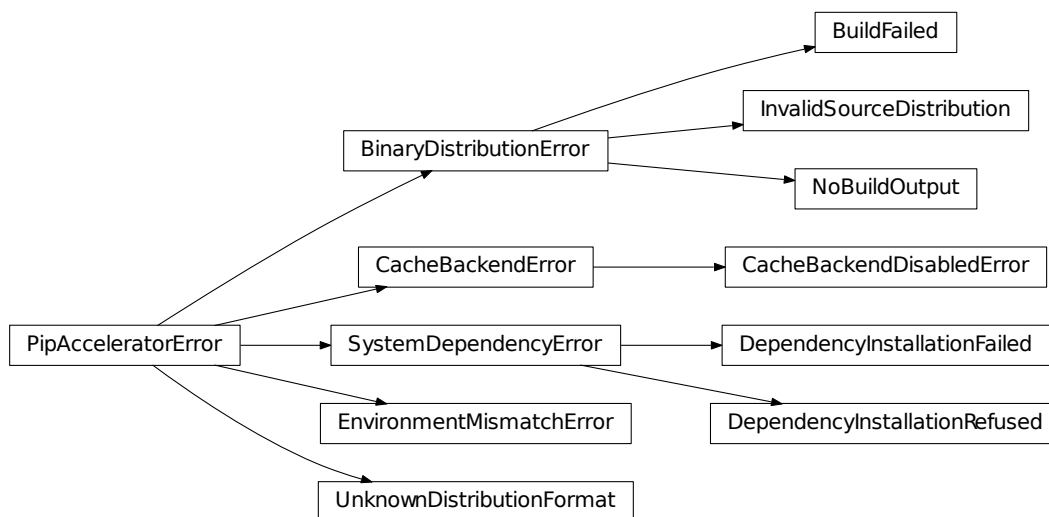 BuildFailed
InvalidSourceDistribution
BinaryDistributionError
NoBuildOutput
CacheBackendError
CacheBackendDisabledError
PipAcceleratorError
SystemDependencyError
DependencyInstallationFailed
EnvironmentMismatchError
DependencyInstallationRefused
UnknownDistributionFormat